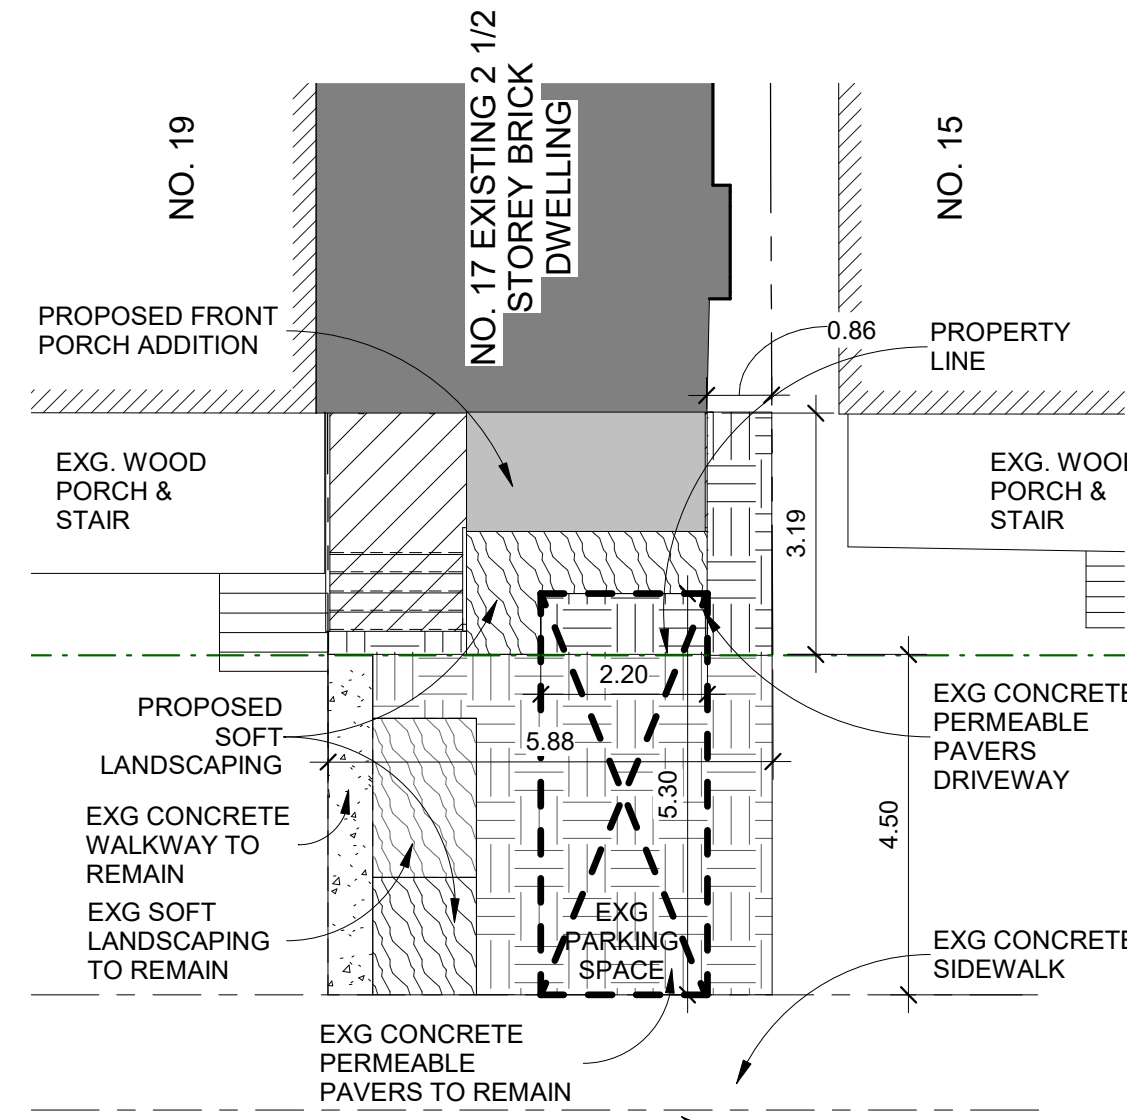 NO. 19
NO. 17 EXISTING 2 1/2
STOREY BRICK
DWELLING
NO. 15
PROPOSED FRONT
PORCH ADDITION
0.86
PROPERTY
LINE
EXG. WOOD
PORCH &
STAIR
EXG. WOOD
PORCH &
STAIR
3.19
2.20
PROPOSED
SOFT
LANDSCAPING
5.88
5.30
EXG CONCRETE
PERMEABLE
PAVERS
DRIVEWAY
4.50
EXG CONCRETE
WALKWAY TO
REMAIN
EXG SOFT
LANDSCAPING
TO REMAIN
EXG
PARKING
SPACE
EXG CONCRETE
SIDEWALK
EXG CONCRETE
PERMEABLE
PAVERS TO REMAIN